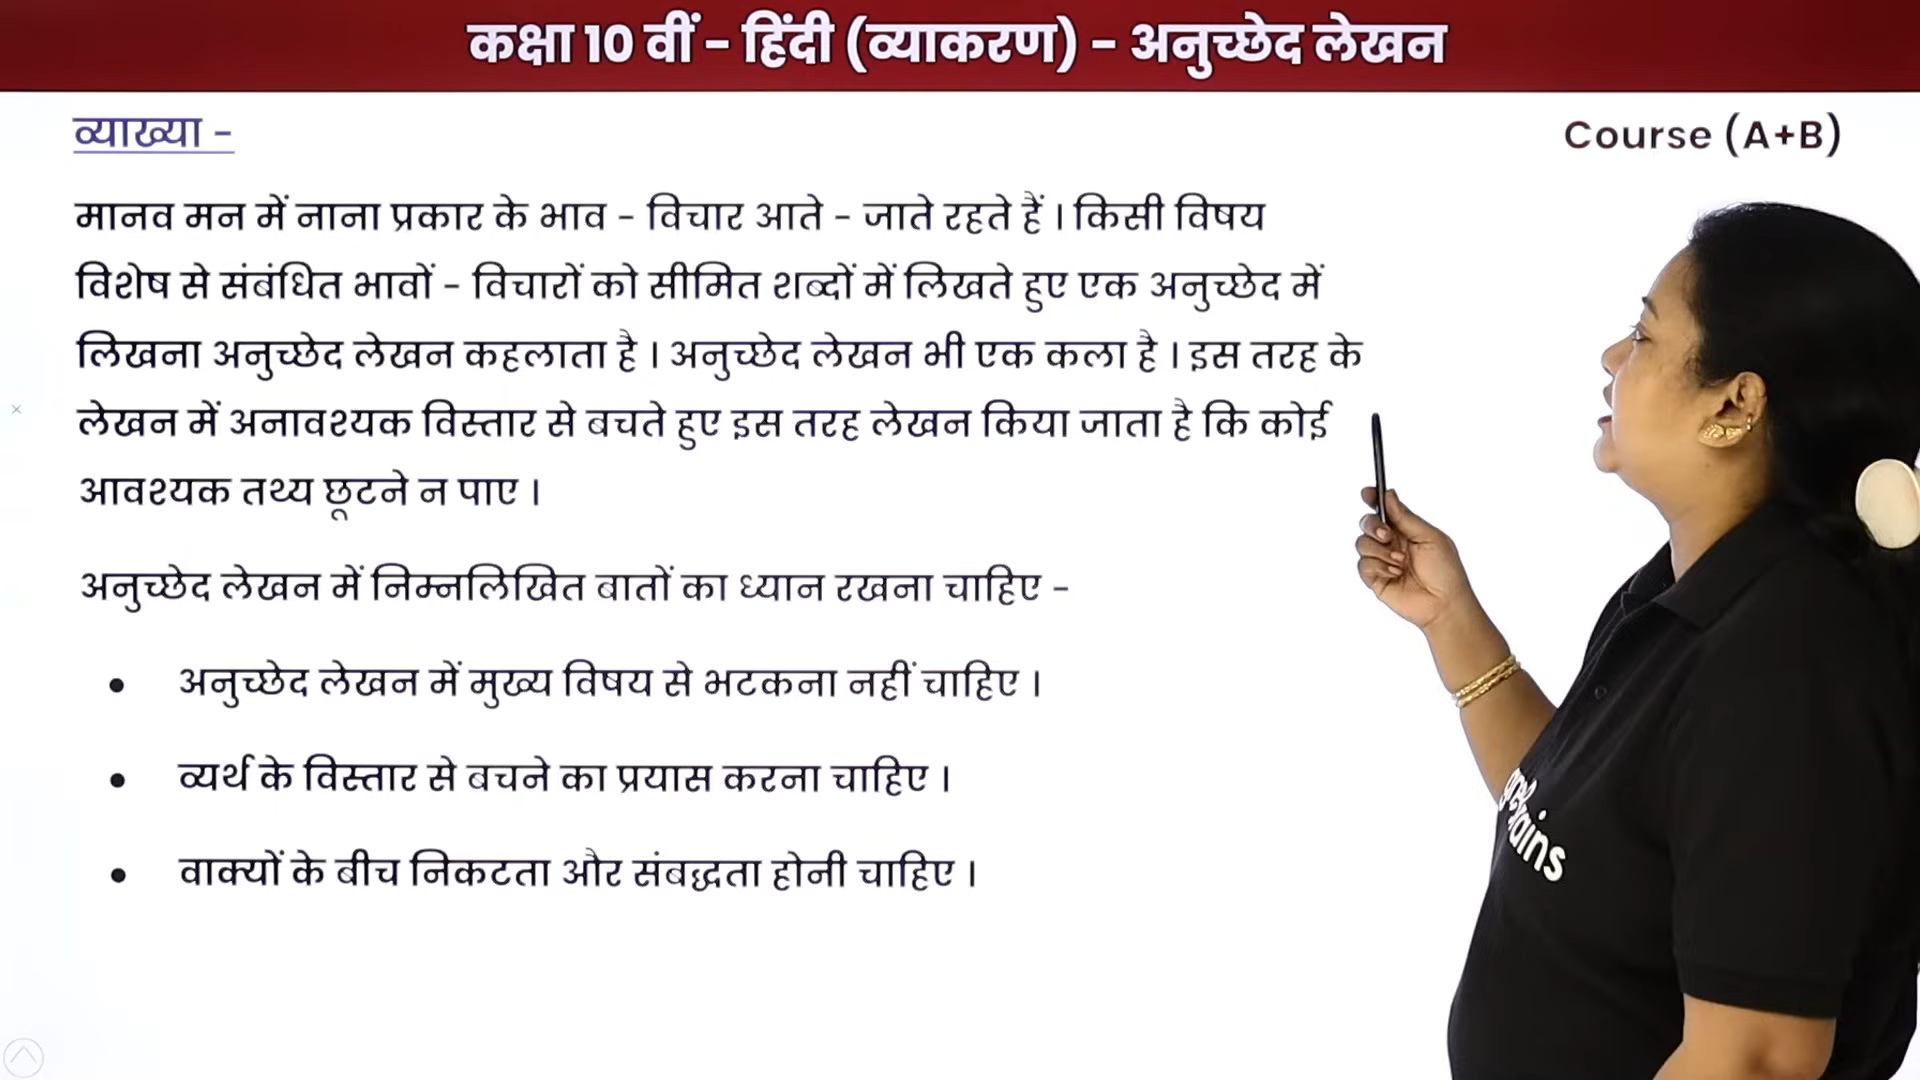 कक्षा 10 वीं - हिंदी (व्याकरण) - अनुच्छेद लेखन
व्याख्या -
Course (A+B)
मानव मन में नाना प्रकार के भाव - विचार आते - जाते रहते हैं । किसी विषय
विशेष से संबंधित भावों - विचारों को सीमित शब्दों में लिखते हुए एक अनुच्छेद में
लिखना अनुच्छेद लेखन कहलाता है । अनुच्छेद लेखन भी एक कला है । इस तरह के
लेखन में अनावश्यक विस्तार से बचते हुए इस तरह लेखन किया जाता है कि कोई
आवश्यक तथ्य छूटने न पाए ।
अनुच्छेद लेखन में निम्नलिखित बातों का ध्यान रखना चाहिए -
• अनुच्छेद लेखन में मुख्य विषय से भटकना नहीं चाहिए ।
• व्यर्थ के विस्तार से बचने का प्रयास करना चाहिए ।
• वाक्यों के बीच निकटता और संबद्धता होनी चाहिए ।